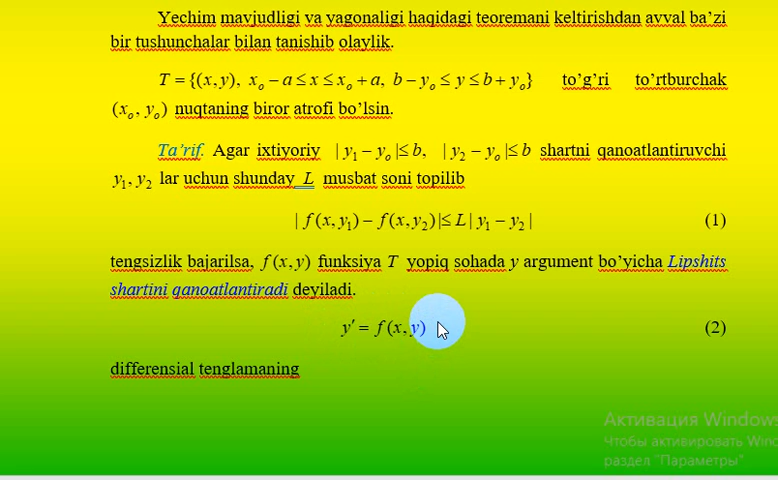 Yechim mavjudligi va yagonaligi haqidagi teoremani keltirishdan avval ba’zi
bir tushunchalar bilan tanishib olaylik.
T = {(x, y), x₀ − a ≤ x ≤ x₀ + a, b − y₀ ≤ y ≤ b + y₀} to’g’ri to’rtburchak
(x₀, y₀) nuqtaning biror atrofi bo’lsin.
Ta’rif. Agar ixtiyoriy | y₁ − y₀ |≤ b, | y₂ − y₀ |≤ b shartni qanoatlantiruvchi
y₁, y₂ lar uchun shunday L musbat soni topilib
| f(x, y₁) − f(x, y₂) |≤ L | y₁ − y₂ | (1)
tengsizlik bajarilsa, f(x, y) funksiya T yopiq sohada y argument bo’yicha Lipshits
shartini qanoatlantiradi deyiladi.
y′ = f(x, y) (2)
differensial tenglamaning
Активация Windows
Чтобы активировать Wind
раздел "Параметры"